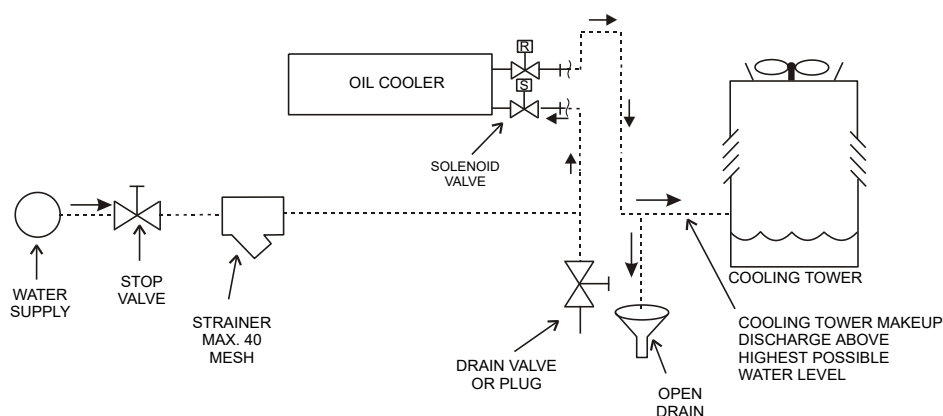 R
OIL COOLER
S
SOLENOID
VALVE
WATER
SUPPLY
STOP
VALVE
STRAINER
MAX. 40
MESH
DRAIN VALVE
OR PLUG
OPEN
DRAIN
COOLING TOWER
COOLING TOWER MAKEUP
DISCHARGE ABOVE
HIGHEST POSSIBLE
WATER LEVEL